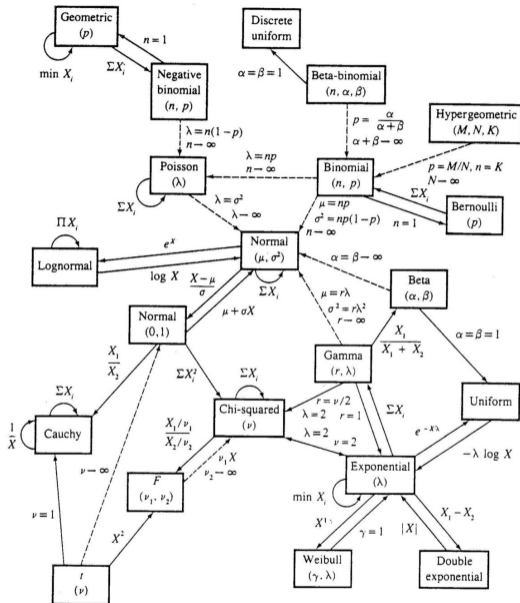 Geometric
(p)
n = 1
min X_i
ΣX_i
Negative
binomial
(n, p)
Discrete
uniform
α = β = 1
Beta-binomial
(n, α, β)
p = α/(α + β)
α + β → ∞
Hypergeometric
(M, N, K)
p = M/N, n = K
N → ∞
λ = n(1 − p)
n → ∞
Poisson
(λ)
ΣX_i
λ = np
n → ∞
Binomial
(n, p)
ΣX_i
n = 1
Bernoulli
(p)
λ = σ²
λ → ∞
μ = np
σ² = np(1 − p)
n → ∞
ΠX_i
Lognormal
e^X
log X
Normal
(μ, σ²)
ΣX_i
α = β → ∞
Beta
(α, β)
(X − μ)/σ
μ + σX
Normal
(0, 1)
μ = rλ
σ² = rλ²
r → ∞
Gamma
(r, λ)
X_1/(X_1 + X_2)
α = β = 1
X_1/X_2
ΣX_i²
ΣX_i
Cauchy
1/X
ΣX_i
Chi-squared
(ν)
r = ν/2
λ = 2
r = 1
ΣX_i
Uniform
e^(−Xλ)
−λ log X
λ = 2
ν = 2
(X_1/ν_1)/(X_2/ν_2)
ν_1 X
ν_2 → ∞
Exponential
(λ)
min X_i
ν → ∞
F
(ν_1, ν_2)
ν = 1
X²
t
(ν)
X^(1/γ)
γ = 1
|X|
X_1 − X_2
Weibull
(γ, λ)
Double
exponential